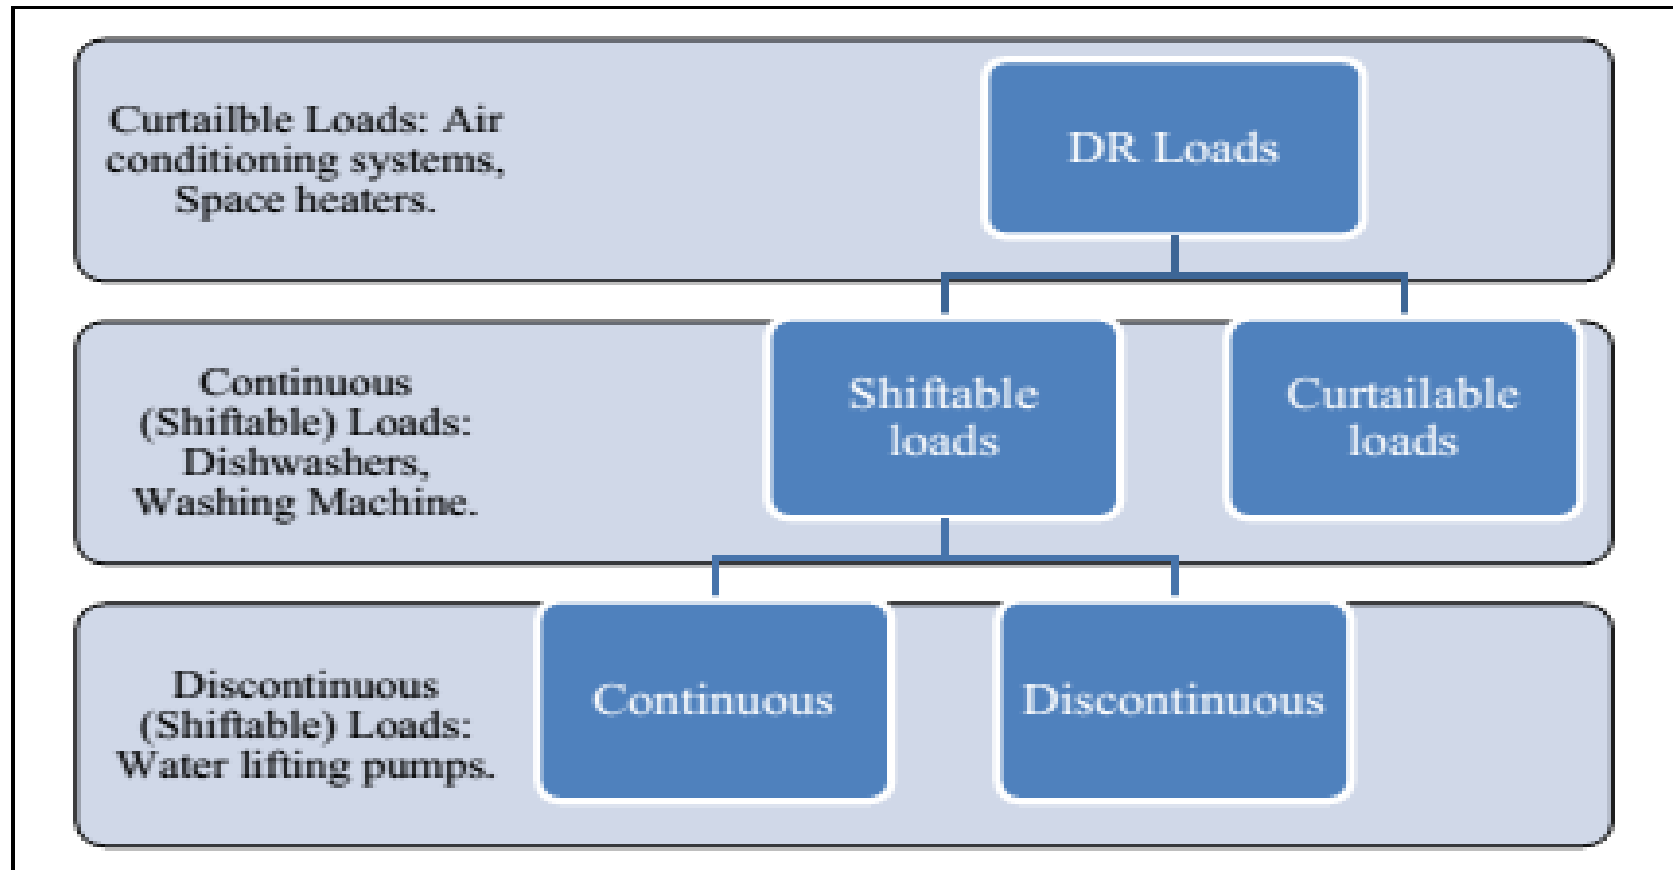 Curtailble Loads: Air
conditioning systems,
Space heaters.
DR Loads
Continuous
(Shiftable) Loads:
Dishwashers,
Washing Machine.
Shiftable
loads
Curtailable
loads
Discontinuous
(Shiftable) Loads:
Water lifting pumps.
Continuous
Discontinuous